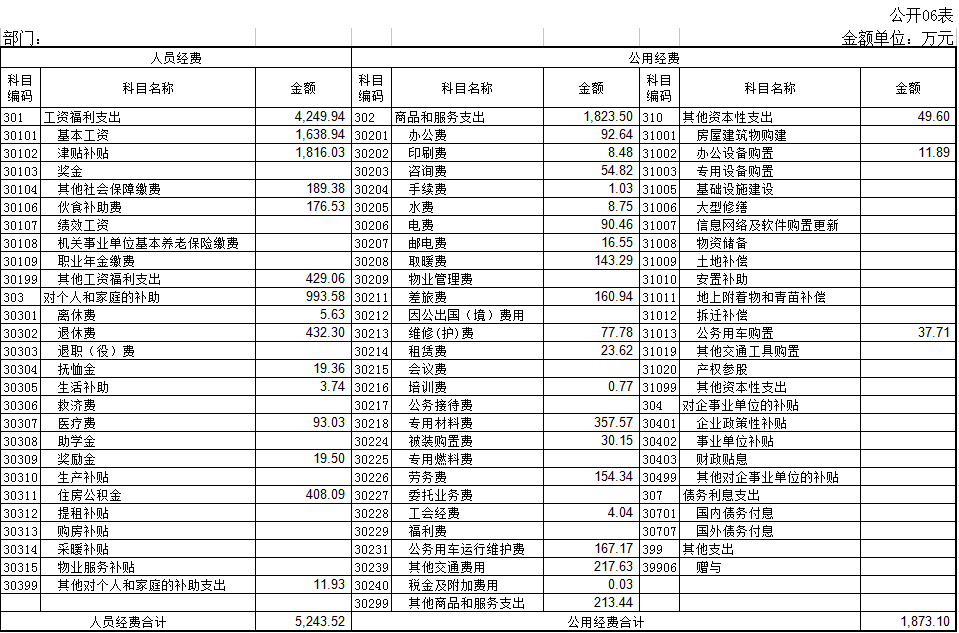 公开06表
部门： 金额单位：万元
人员经费 公用经费
科目编码 科目名称 金额 科目编码 科目名称 金额 科目编码 科目名称 金额
301 工资福利支出 4,249.94 302 商品和服务支出 1,823.50 310 其他资本性支出 49.60
30101 基本工资 1,638.94 30201 办公费 92.64 31001 房屋建筑物购建
30102 津贴补贴 1,816.03 30202 印刷费 8.48 31002 办公设备购置 11.89
30103 奖金 30203 咨询费 54.82 31003 专用设备购置
30104 其他社会保障缴费 189.38 30204 手续费 1.03 31005 基础设施建设
30106 伙食补助费 176.53 30205 水费 8.75 31006 大型修缮
30107 绩效工资 30206 电费 90.46 31007 信息网络及软件购置更新
30108 机关事业单位基本养老保险缴费 30207 邮电费 16.55 31008 物资储备
30109 职业年金缴费 30208 取暖费 143.29 31009 土地补偿
30199 其他工资福利支出 429.06 30209 物业管理费 31010 安置补助
303 对个人和家庭的补助 993.58 30211 差旅费 160.94 31011 地上附着物和青苗补偿
30301 离休费 5.63 30212 因公出国（境）费用 31012 拆迁补偿
30302 退休费 432.30 30213 维修(护)费 77.78 31013 公务用车购置 37.71
30303 退职（役）费 30214 租赁费 23.62 31019 其他交通工具购置
30304 抚恤金 19.36 30215 会议费 31020 产权参股
30305 生活补助 3.74 30216 培训费 0.77 31099 其他资本性支出
30306 救济费 30217 公务接待费 304 对企事业单位的补贴
30307 医疗费 93.03 30218 专用材料费 357.57 30401 企业政策性补贴
30308 助学金 30224 被装购置费 30.15 30402 事业单位补贴
30309 奖励金 19.50 30225 专用燃料费 30403 财政贴息
30310 生产补贴 30226 劳务费 154.34 30499 其他对企事业单位的补贴
30311 住房公积金 408.09 30227 委托业务费 307 债务利息支出
30312 提租补贴 30228 工会经费 4.04 30701 国内债务付息
30313 购房补贴 30229 福利费 30707 国外债务付息
30314 采暖补贴 30231 公务用车运行维护费 167.17 399 其他支出
30315 物业服务补贴 30239 其他交通费用 217.63 39906 赠与
30399 其他对个人和家庭的补助支出 11.93 30240 税金及附加费用 0.03
30299 其他商品和服务支出 213.44
人员经费合计 5,243.52 公用经费合计 1,873.10